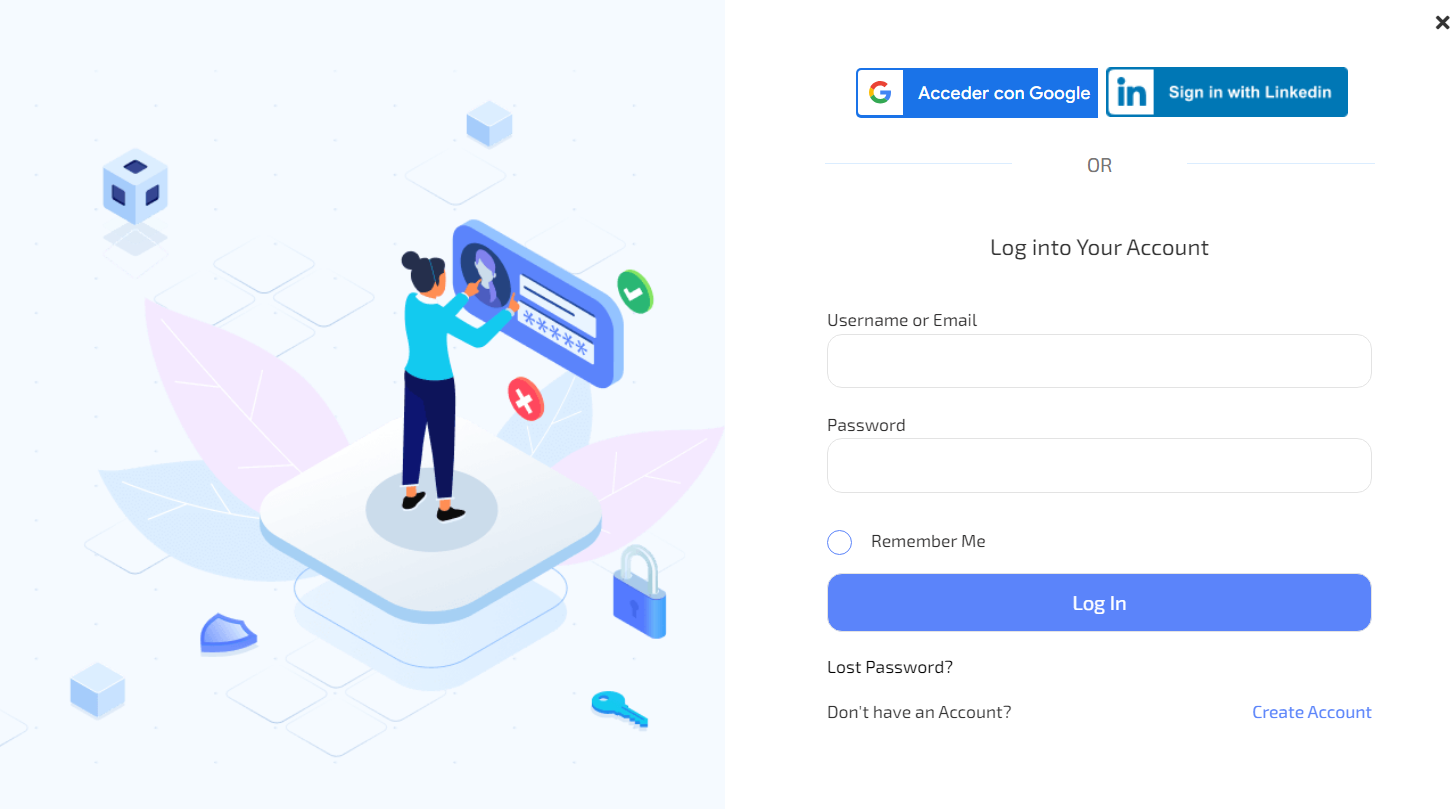 Acceder con Google
in Sign in with Linkedin
OR
Log into Your Account
Username or Email
Password
Remember Me
Log In
Lost Password?
Don't have an Account? Create Account